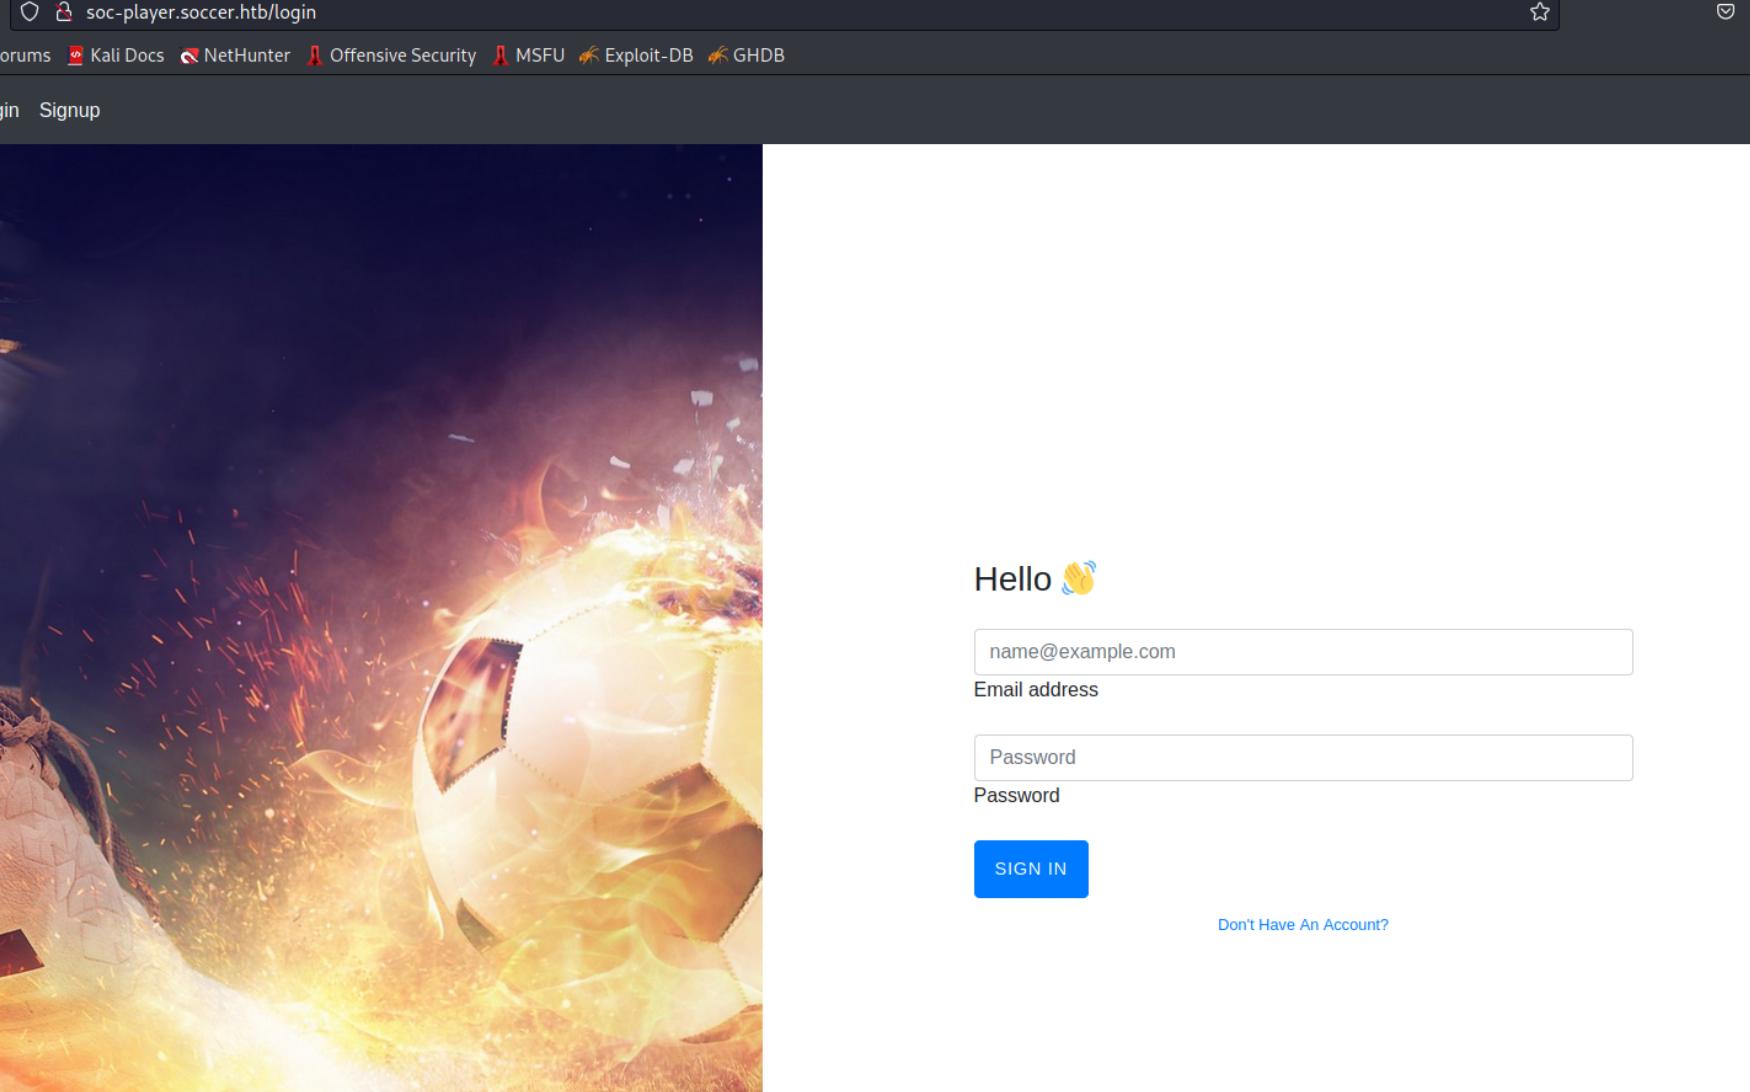 soc-player.soccer.htb/login
orums Kali Docs NetHunter Offensive Security MSFU Exploit-DB GHDB
gin Signup
Hello 👋
name@example.com
Email address
Password
Password
SIGN IN
Don't Have An Account?